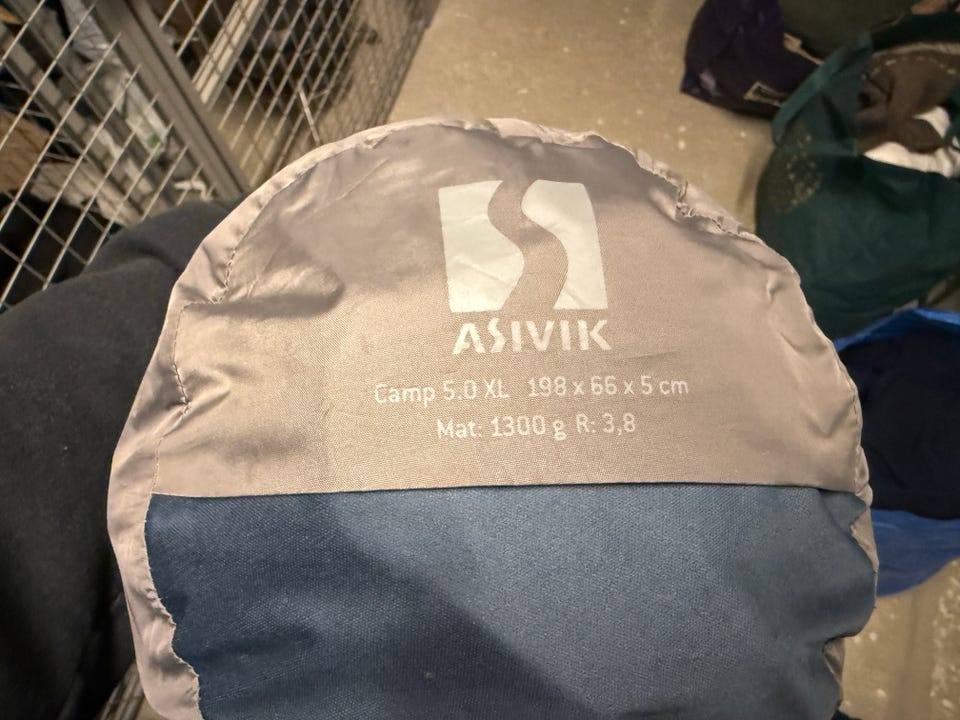 ASIVIK
Camp 5.0 XL 198 x 66 x 5 cm
Mat: 1300 g R: 3,8